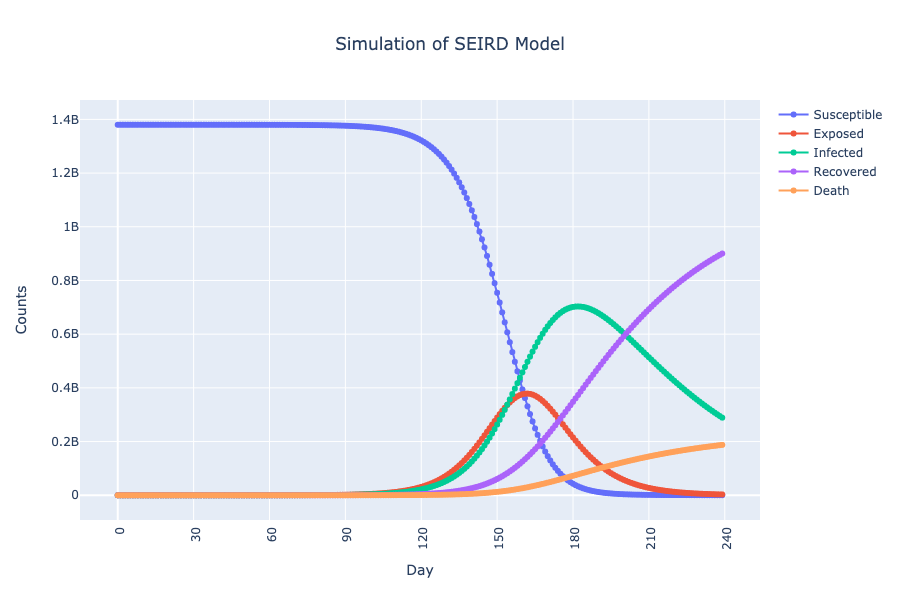 Simulation of SEIRD Model
Susceptible
Exposed
Infected
Recovered
Death
1.4B
1.2B
1B
0.8B
0.6B
0.4B
0.2B
0
Counts
0 30 60 90 120 150 180 210 240
Day